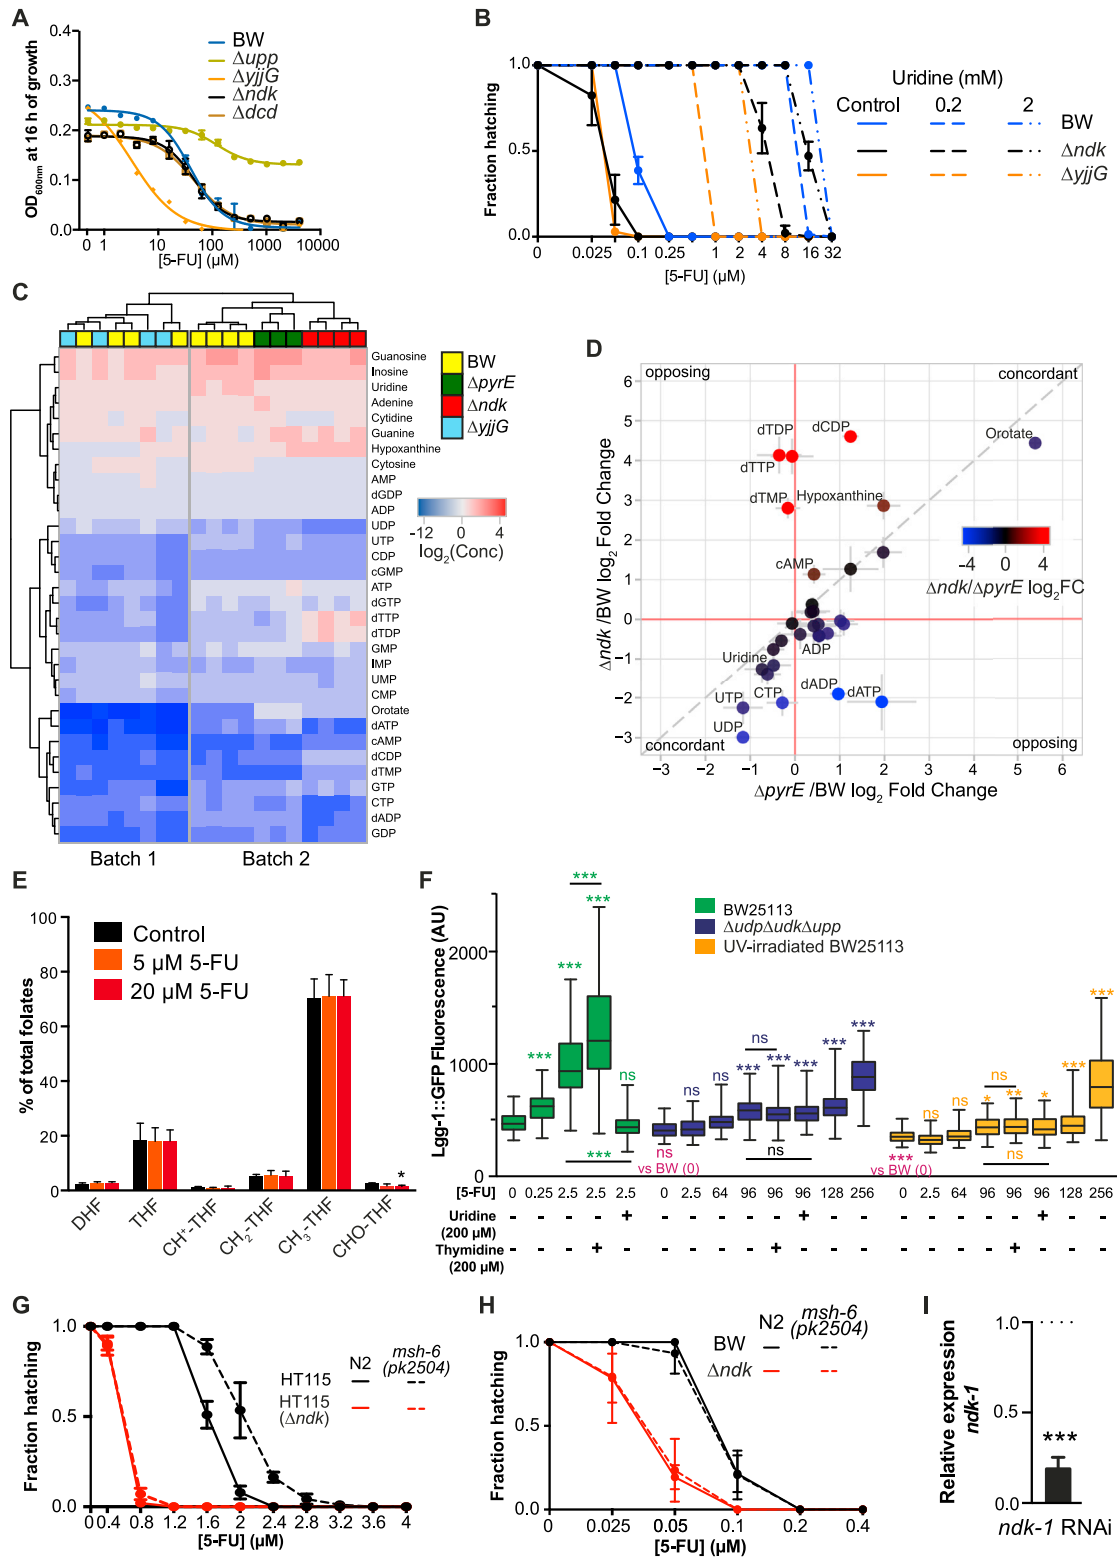 A
OD600nm at 16 h of growth
0.4
0.3
0.2
0.1
0.0
0 1 10 100 1000 10000
[5-FU] (µM)
BW
Δupp
ΔyjjG
Δndk
Δdcd
B
Fraction hatching
1.0
0.5
0.0
0 0.025 0.1 0.25 1 2 4 8 16 32
[5-FU] (µM)
Uridine (mM)
Control 0.2 2
BW
Δndk
ΔyjjG
C
Guanosine
Inosine
Uridine
Adenine
Cytidine
Guanine
Hypoxanthine
Cytosine
AMP
dGDP
ADP
UDP
UTP
CDP
cGMP
ATP
dGTP
dTTP
dTDP
GMP
IMP
UMP
CMP
Orotate
dATP
cAMP
dCDP
dTMP
GTP
CTP
dADP
GDP
Batch 1 Batch 2
BW
ΔpyrE
Δndk
ΔyjjG
-12 0 4
log2(Conc)
D
opposing
concordant
concordant
opposing
Δndk /BW log2 Fold Change
6
5
4
3
2
1
0
−1
−2
−3
−3 −2 −1 0 1 2 3 4 5 6
ΔpyrE /BW log2 Fold Change
dTDP
dCDP
Orotate
dTTP
dTMP
Hypoxanthine
cAMP
ADP
Uridine
UTP
CTP
dADP
dATP
UDP
−4 0 4
Δndk/ΔpyrE log2FC
E
% of total folates
100
80
60
40
20
0
Control
5 µM 5-FU
20 µM 5-FU
*
DHF
THF
CH+-THF
CH2-THF
CH3-THF
CHO-THF
F
Lgg-1::GFP Fluorescence (AU)
2000
1000
0
BW25113
ΔudpΔudkΔupp
UV-irradiated BW25113
***
***
***
***
ns
***
ns
ns
ns
***
***
***
***
***
ns
vs BW (0)
ns
ns
ns
*
**
*
***
***
ns
***
vs BW (0)
[5-FU] 0 0.25 2.5 2.5 2.5 0 2.5 64 96 96 96 128 256 0 2.5 64 96 96 96 128 256
Uridine - - - - + - - - - - + - - - - - - - + - -
(200 µM)
Thymidine - - - + - - - - - + - - - - - - - + - - -
(200 µM)
G
Fraction hatching
1.0
0.5
0.0
0 0.4 0.8 1.2 1.6 2 2.4 2.8 3.2 3.6 4
[5-FU] (µM)
N2 msh-6
(pk2504)
HT115
HT115
(Δndk)
H
Fraction hatching
1.0
0.5
0.0
0 0.025 0.05 0.1 0.2 0.4
[5-FU] (µM)
N2 msh-6
(pk2504)
BW
Δndk
I
Relative expression
ndk-1
1.0
0.0
***
ndk-1 RNAi